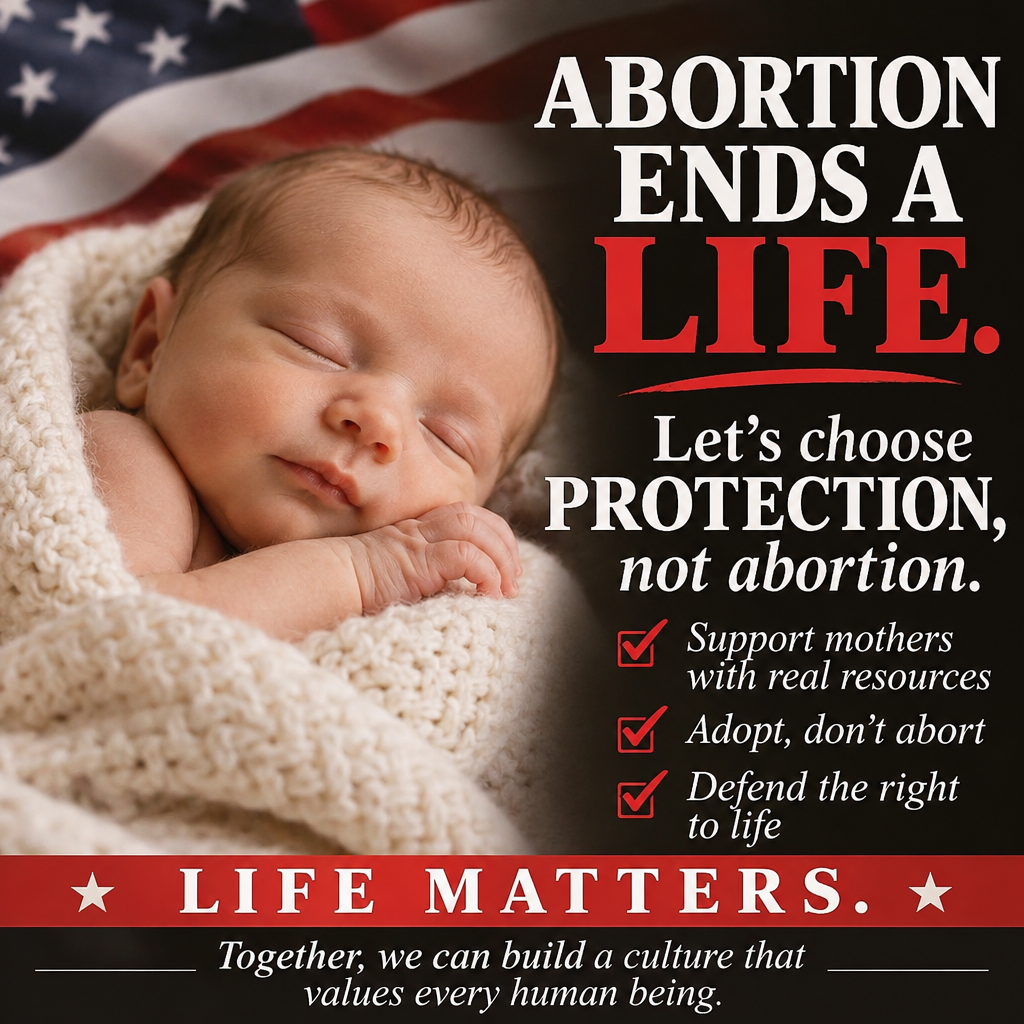 ABORTION
ENDS A
LIFE.
Let's choose
PROTECTION,
not abortion.
Support mothers
with real resources
Adopt, don't abort
Defend the right
to life
LIFE MATTERS.
Together, we can build a culture that
values every human being.